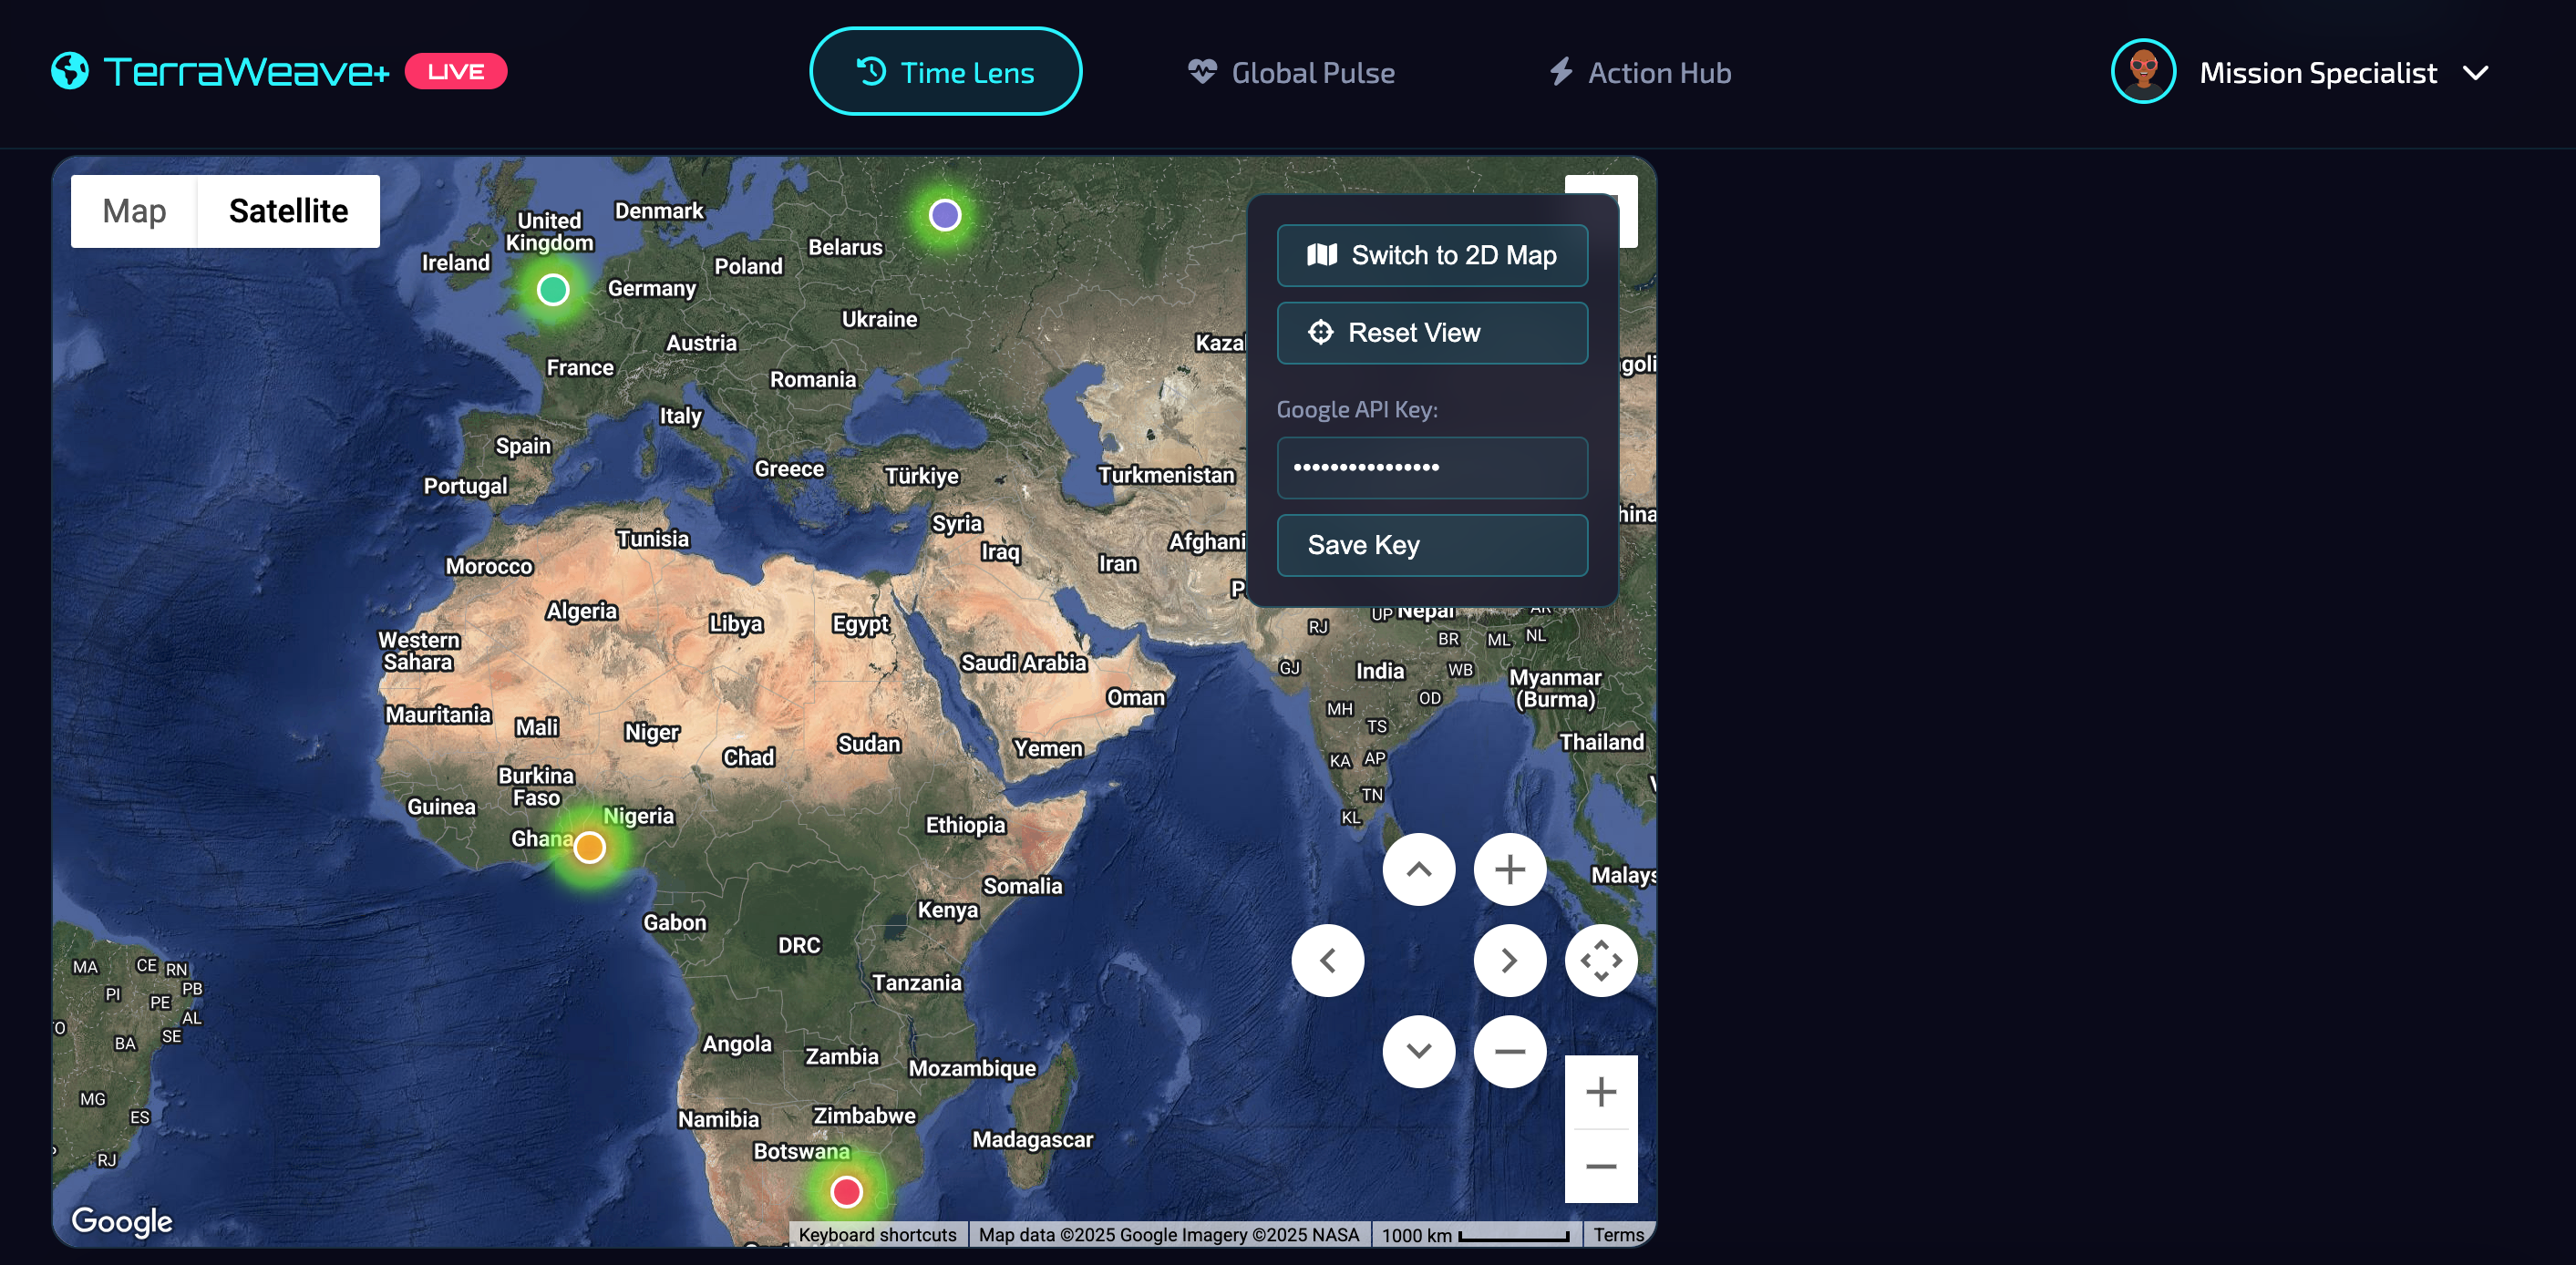 TerraWeave+
LIVE
Time Lens
Global Pulse
Action Hub
Mission Specialist
Map
Satellite
Switch to 2D Map
Reset View
Google API Key:
••••••••••••••••
Save Key
United
Kingdom
Denmark
Ireland
Belarus
Poland
Germany
Ukraine
Austria
France
Romania
Kazal
goli
Italy
Spain
Greece
Türkiye
Turkmenistan
Portugal
Syria
hina
Tunisia
Iraq
Afghani
Morocco
Iran
P
Algeria
Libya
Egypt
UP
Nepal
AR
RJ
BR
ML
NL
Western
Sahara
Saudi Arabia
GJ
India
WB
Myanmar
(Burma)
Oman
OD
Mauritania
Mali
Niger
MH
TS
Chad
Sudan
Yemen
Thailand
KA
AP
Burkina
Faso
TN
Guinea
Nigeria
KL
Ghana
Ethiopia
Somalia
Malays
Kenya
Gabon
DRC
MA
CE
RN
PI
PE
PB
Tanzania
AL
TO
SE
BA
Angola
Zambia
Mozambique
MG
ES
Namibia
Zimbabwe
Madagascar
Botswana
RJ
Google
Keyboard shortcuts
Map data ©2025 Google Imagery ©2025 NASA
1000 km
Terms